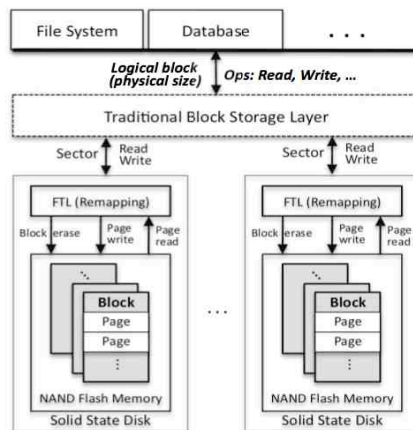 File System Database . . .
Logical block
(physical size) Ops: Read, Write, ...
Traditional Block Storage Layer
Sector Read
Write
Sector Read
Write
FTL (Remapping)
Block erase Page
write Page
read
Block
Page
Page
NAND Flash Memory
Solid State Disk
...
FTL (Remapping)
Block erase Page
write Page
read
Block
Page
Page
NAND Flash Memory
Solid State Disk